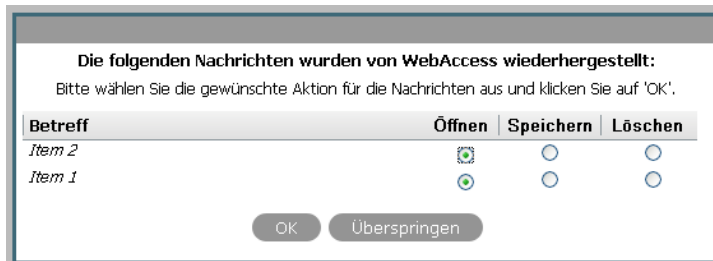 Die folgenden Nachrichten wurden von WebAccess wiederhergestellt:
Bitte wählen Sie die gewünschte Aktion für die Nachrichten aus und klicken Sie auf 'OK'.
Betreff Öffnen Speichern Löschen
Item 2
Item 1
OK Überspringen